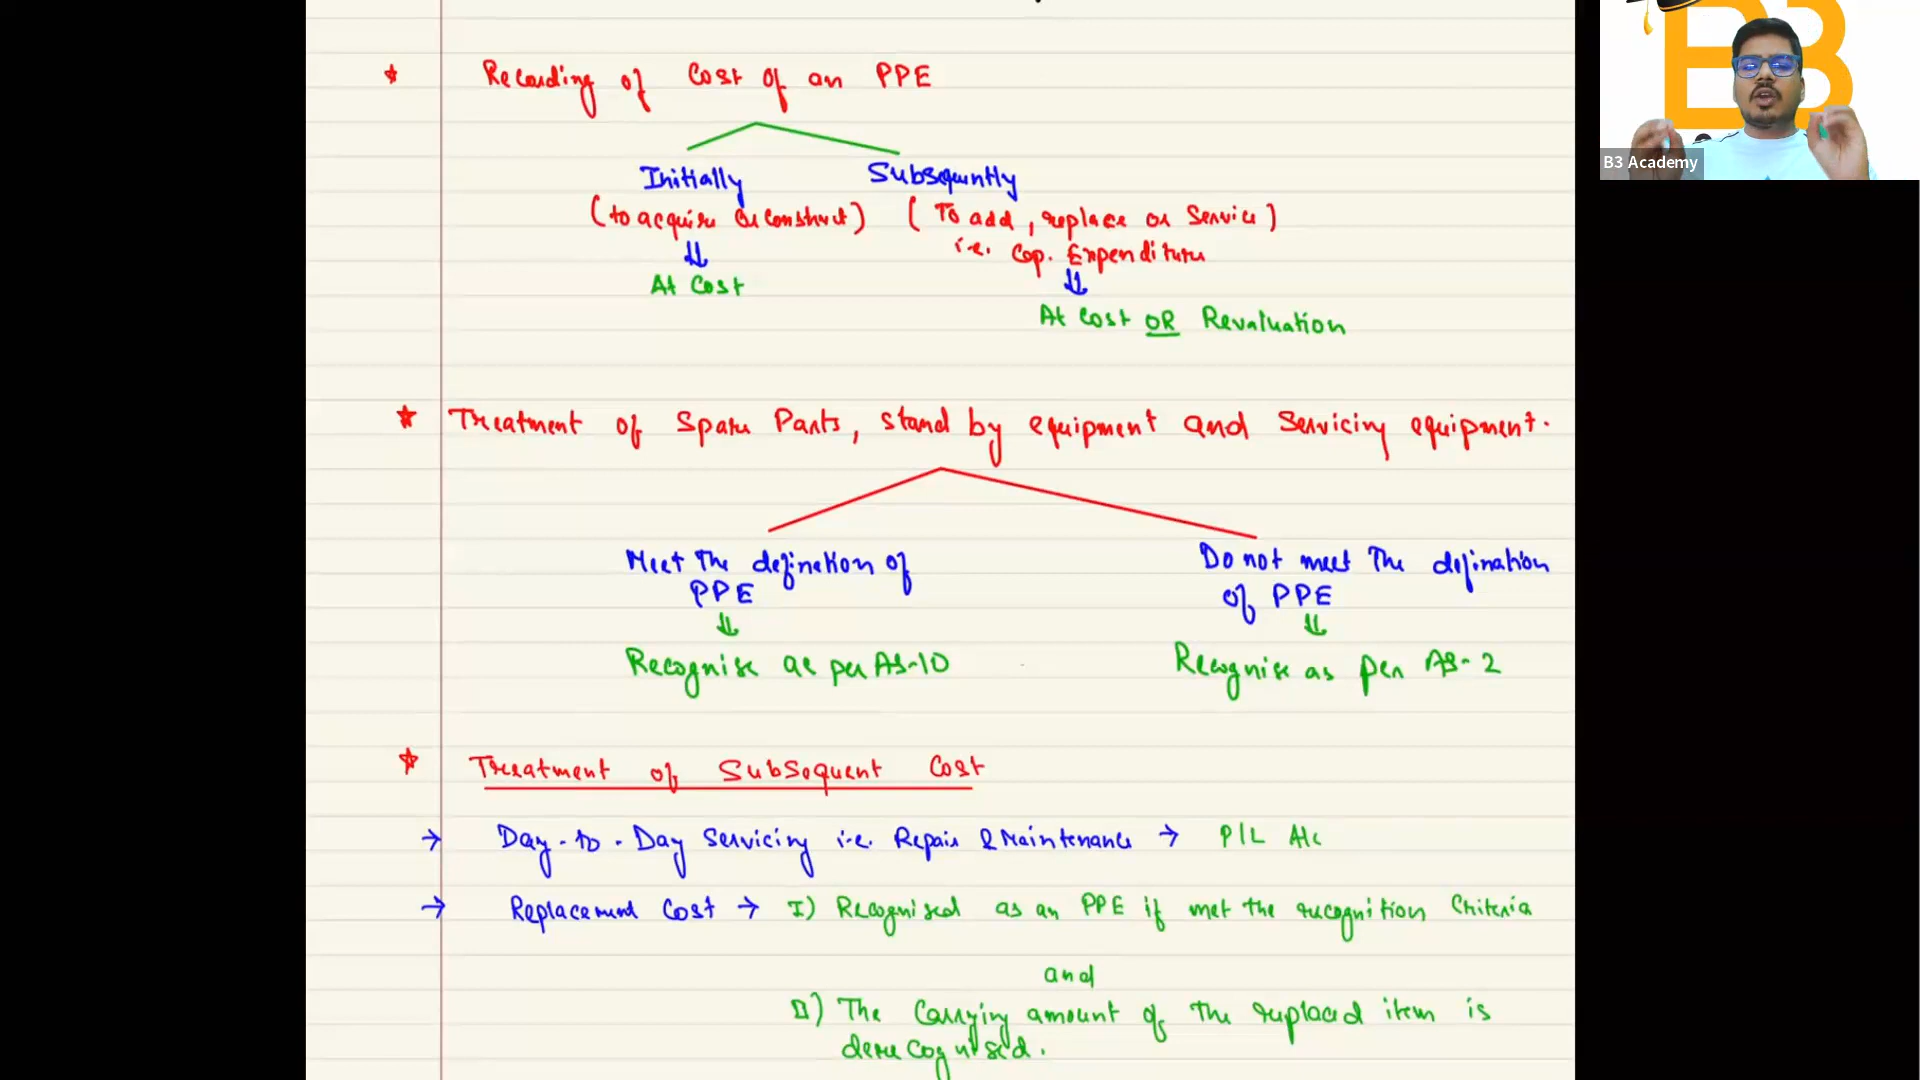 Recording of Cost of an PPE
Initially
(to acquire or construct)
At Cost
Subsequntly
(To add, replace or Service)
i.e. Cap. Expenditure
At Cost OR Revaluation
Treatment of Spare Parts, stand by equipment and Servicing equipment.
Meet the defination of
PPE
Recognise as per AS-10
Do not meet the defination
of PPE
Recognise as per AS-2
Treatment of Subsequent Cost
→ Day-to-Day Servicing i.e. Repair & Maintenance → P/L A/c
→ Replacement Cost → I) Recognised as an PPE if met the recognition Criteria
and
II) The Carrying amount of the replaced item is
derecognised.
B3
B3 Academy